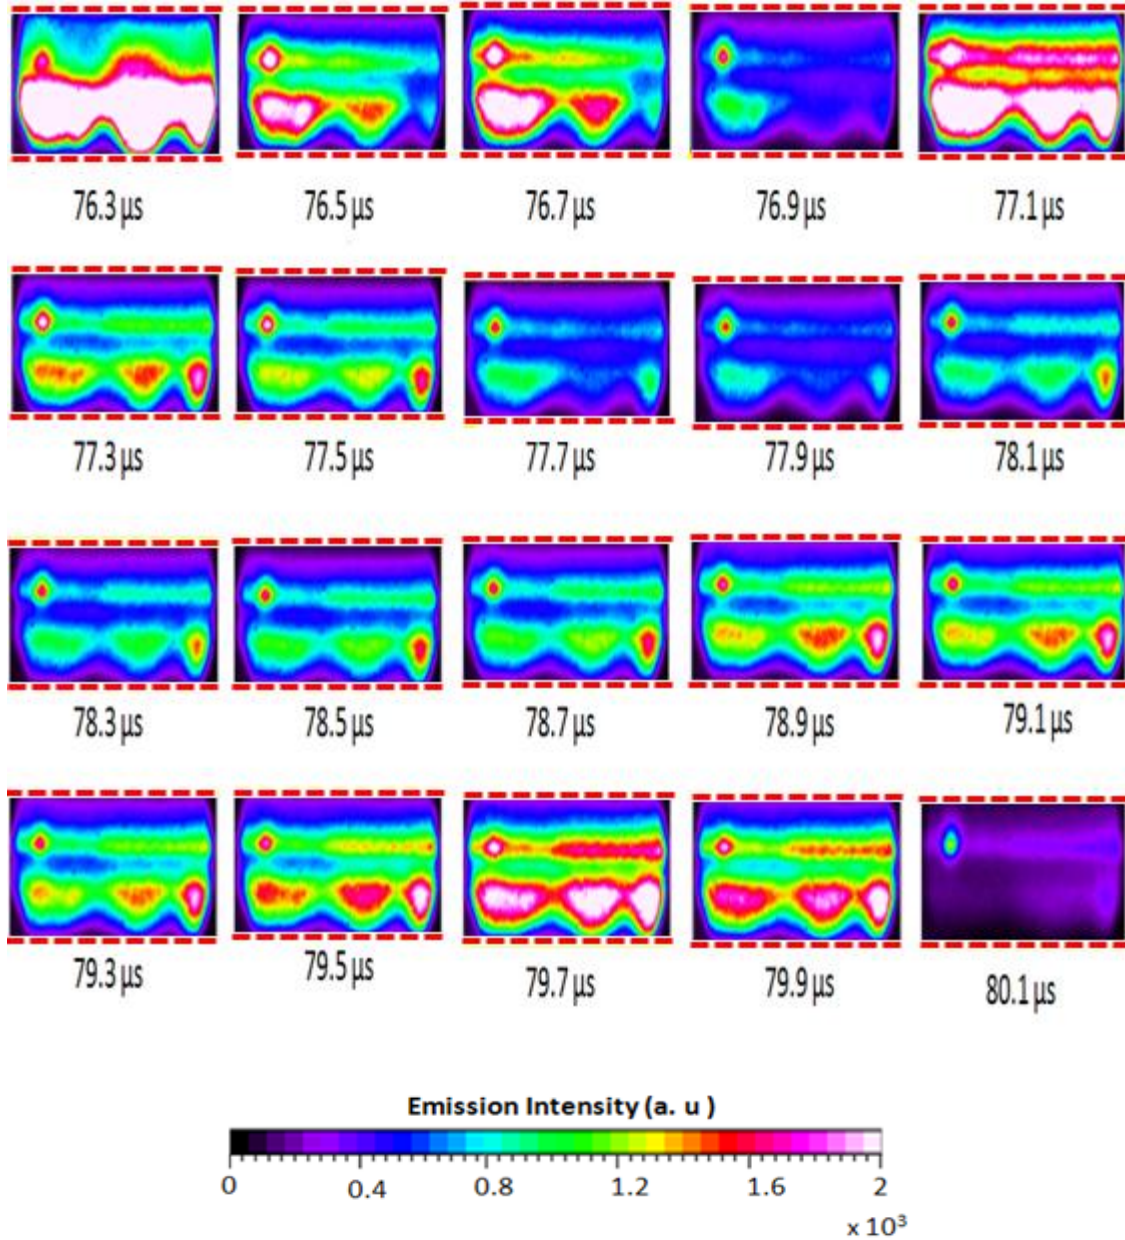 76.3 µs 76.5 µs 76.7 µs 76.9 µs 77.1 µs
77.3 µs 77.5 µs 77.7 µs 77.9 µs 78.1 µs
78.3 µs 78.5 µs 78.7 µs 78.9 µs 79.1 µs
79.3 µs 79.5 µs 79.7 µs 79.9 µs 80.1 µs
Emission Intensity (a. u )
0 0.4 0.8 1.2 1.6 2
x 10³